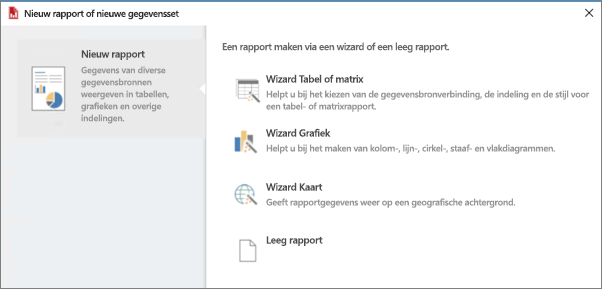 Nieuw rapport of nieuwe gegevensset
Nieuw rapport
Gegevens van diverse
gegevensbronnen
weergeven in tabellen,
grafieken en overige
indelingen.
Een rapport maken via een wizard of een leeg rapport.
Wizard Tabel of matrix
Helpt u bij het kiezen van de gegevensbronverbinding, de indeling en de stijl voor
een tabel- of matrixrapport.
Wizard Grafiek
Helpt u bij het maken van kolom-, lijn-, cirkel-, staaf- en vlakdiagrammen.
Wizard Kaart
Geeft rapportgegevens weer op een geografische achtergrond.
Leeg rapport